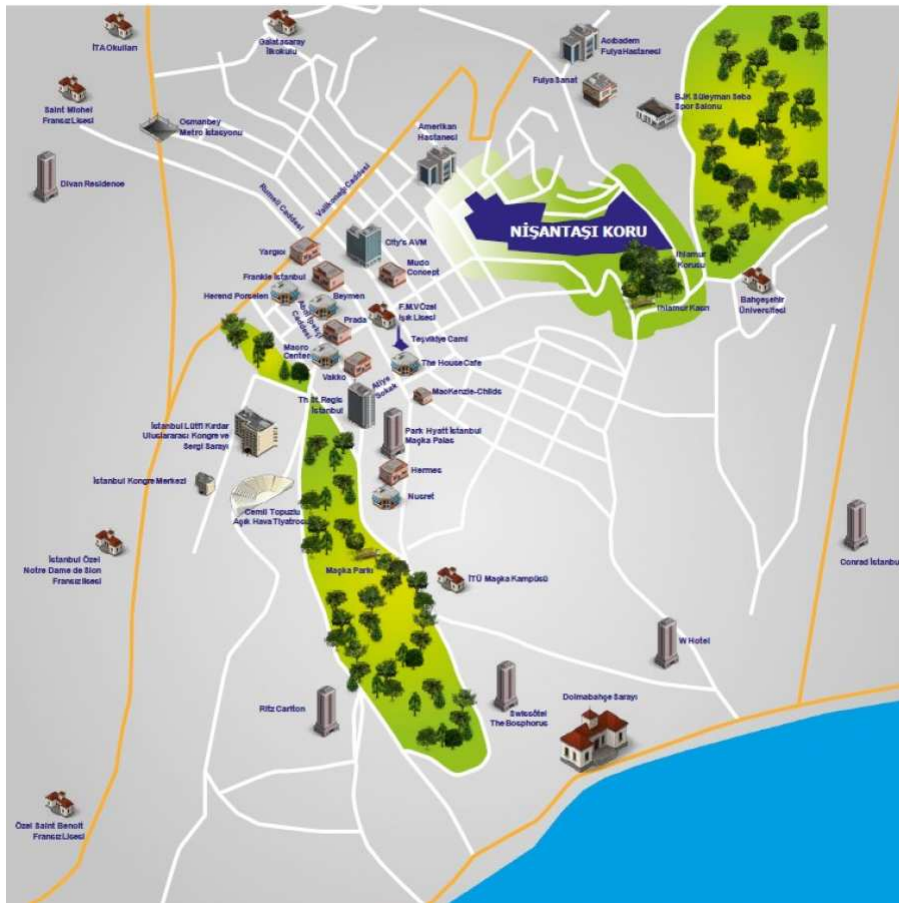 İTA Okulları
Galatasaray
İlkokulu
Acıbadem
Fulya Hastanesi
Fulya Sanat
Saint Michel
Fransız Lisesi
Osmanbey
Metro İstasyonu
BJK Süleyman Seba
Spor Salonu
Amerikan
Hastanesi
Divan Residence
Rumeli Caddesi
Valikonağı Caddesi
NİŞANTAŞI KORU
Yargıcı
City's AVM
Mudo
Concept
Ihlamur
Korusu
Frankie İstanbul
Herend Porselen
Beymen
Abdi İpekçi
Caddesi
F.M.V Özel
Işık Lisesi
Ihlamur Kasrı
Bahçeşehir
Üniversitesi
Prada
Teşvikiye Cami
Macro
Center
Vakko
The House Cafe
Atiye
Sokak
MacKenzie-Childs
The St. Regis
İstanbul
İstanbul Lütfi Kırdar
Uluslararası Kongre ve
Sergi Sarayı
Park Hyatt İstanbul
Maçka Palas
Hermes
İstanbul Kongre Merkezi
Nusret
Cemil Topuzlu
Açık Hava Tiyatrosu
İstanbul Özel
Notre Dame de Sion
Fransız lisesi
Maçka Parkı
İTÜ Maçka Kampüsü
Conrad İstanbul
W Hotel
Ritz Carlton
Swissôtel
The Bosphorus
Dolmabahçe Sarayı
Özel Saint Benoit
Fransız Lisesi